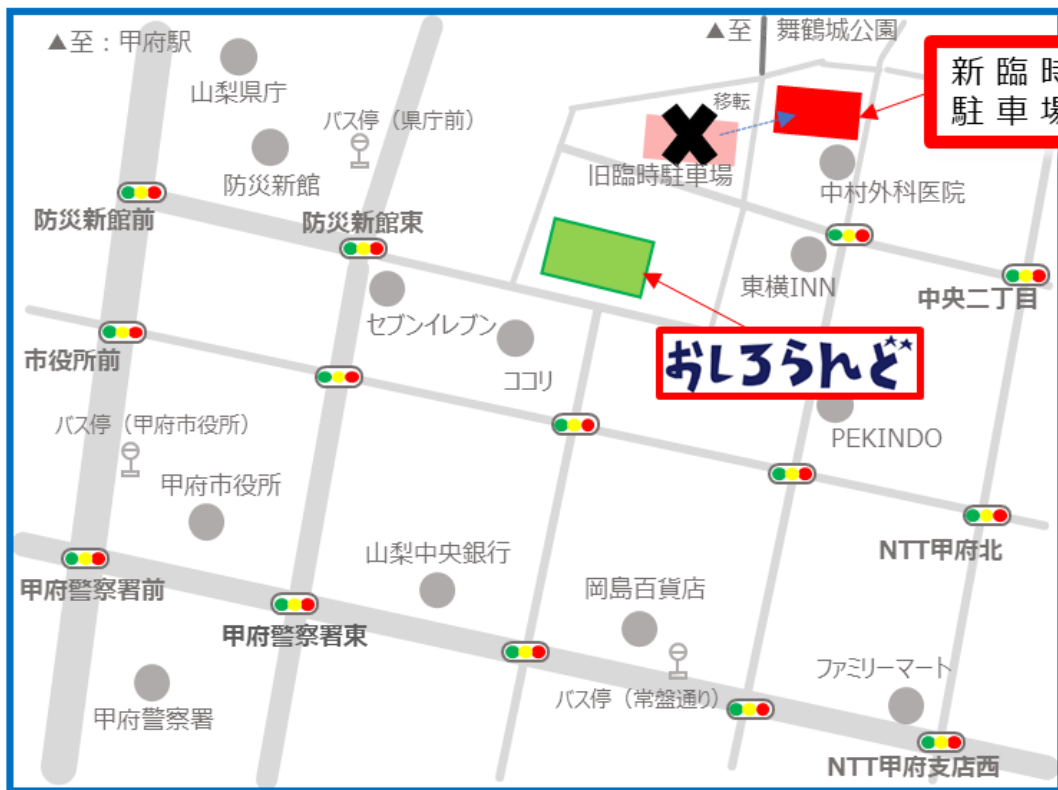 ▲至：甲府駅
▲至：舞鶴城公園
山梨県庁
バス停（県庁前）
移転
新臨時
駐車場
防災新館
旧臨時駐車場
中村外科医院
防災新館前
防災新館東
東横INN
中央二丁目
セブンイレブン
市役所前
ココリ
おしろらんど
バス停（甲府市役所）
PEKINDO
甲府市役所
NTT甲府北
山梨中央銀行
甲府警察署前
岡島百貨店
甲府警察署東
ファミリーマート
バス停（常盤通り）
甲府警察署
NTT甲府支店西